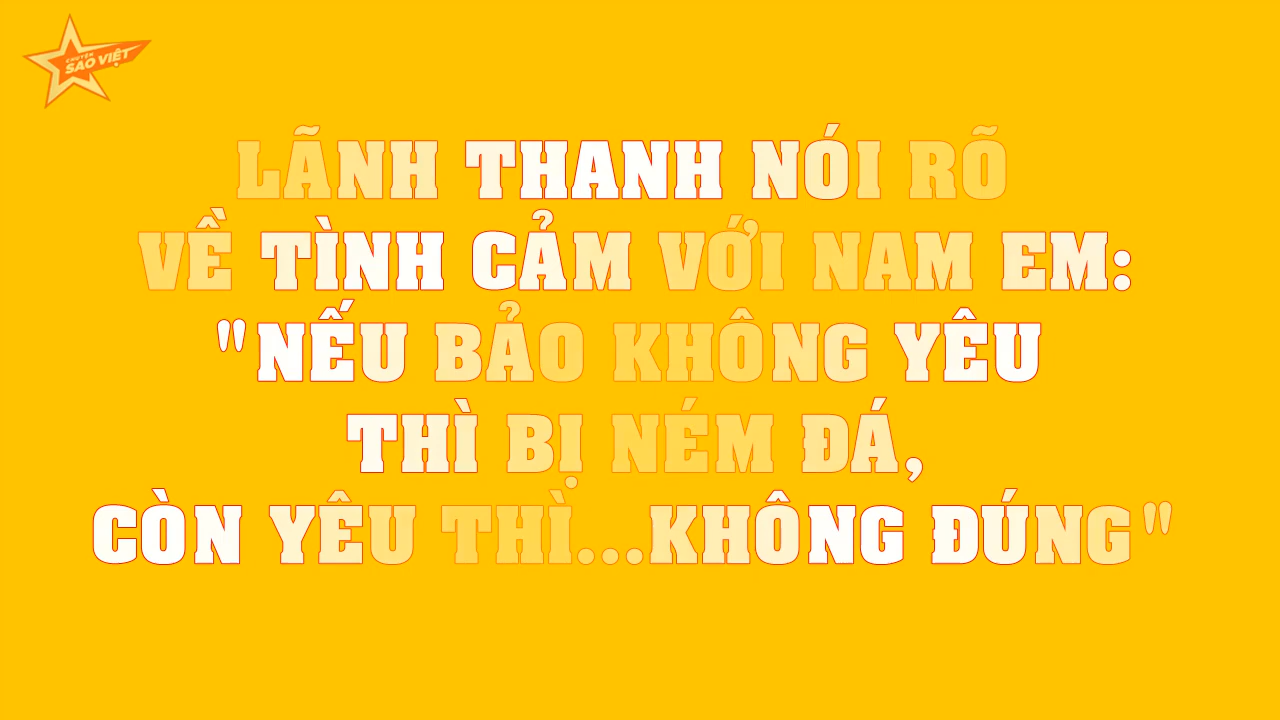 CHUYỆN
SAO VIỆT
LÃNH THANH NÓI RÕ
VỀ TÌNH CẢM VỚI NAM EM:
"NẾU BẢO KHÔNG YÊU
THÌ BỊ NÉM ĐÁ,
CÒN YÊU THÌ...KHÔNG ĐÚNG"